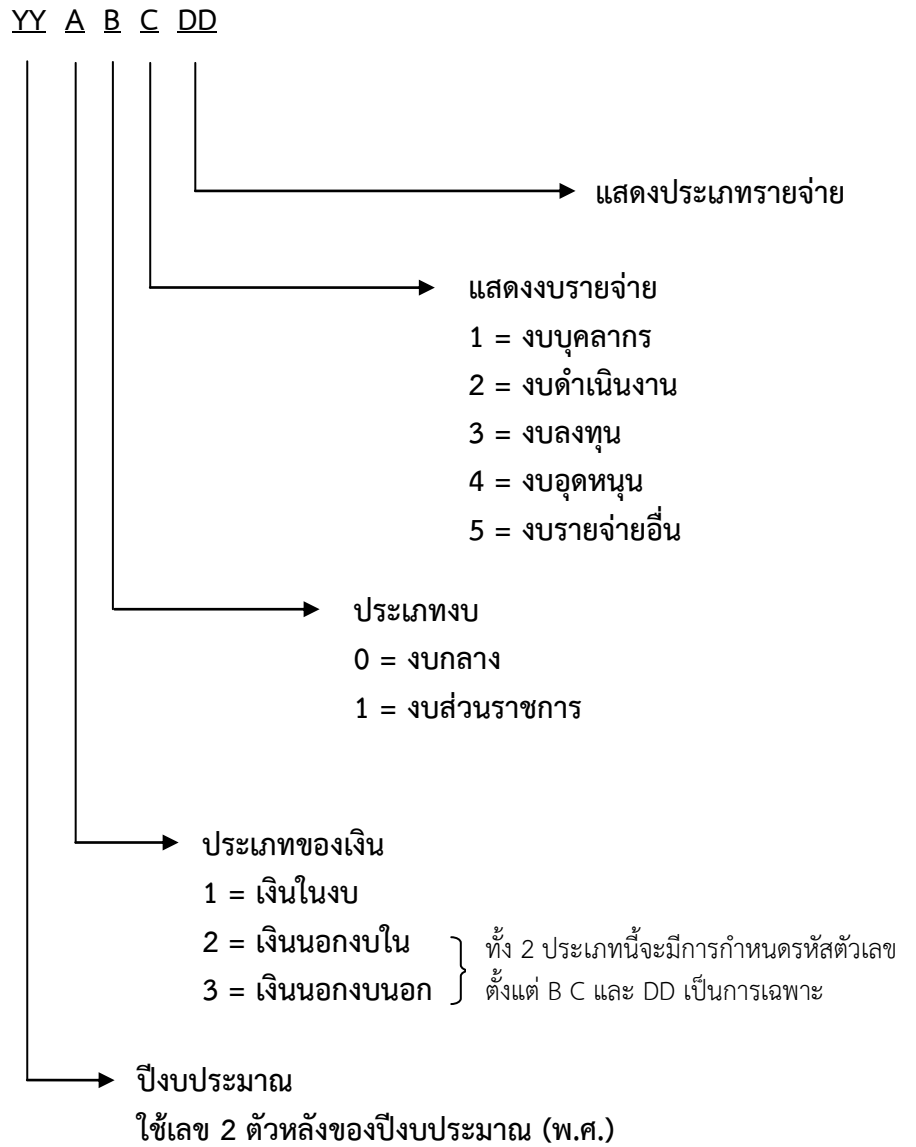 YY A B C DD
แสดงประเภทรายจ่าย
แสดงงบรายจ่าย
1 = งบบุคลากร
2 = งบดำเนินงาน
3 = งบลงทุน
4 = งบอุดหนุน
5 = งบรายจ่ายอื่น
ประเภทงบ
0 = งบกลาง
1 = งบส่วนราชการ
ประเภทของเงิน
1 = เงินในงบ
2 = เงินนอกงบใน
3 = เงินนอกงบนอก
ทั้ง 2 ประเภทนี้จะมีการกำหนดรหัสตัวเลข
ตั้งแต่ B C และ DD เป็นการเฉพาะ
ปีงบประมาณ
ใช้เลข 2 ตัวหลังของปีงบประมาณ (พ.ศ.)